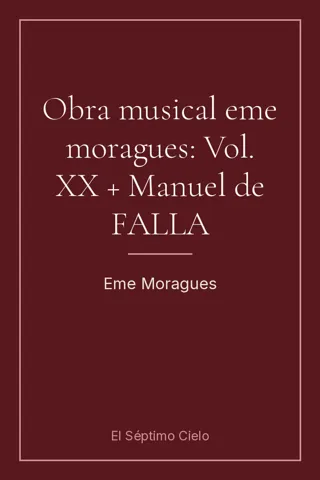 Obra musical eme
moragues: Vol.
XX + Manuel de
FALLA
Eme Moragues
El Séptimo Cielo